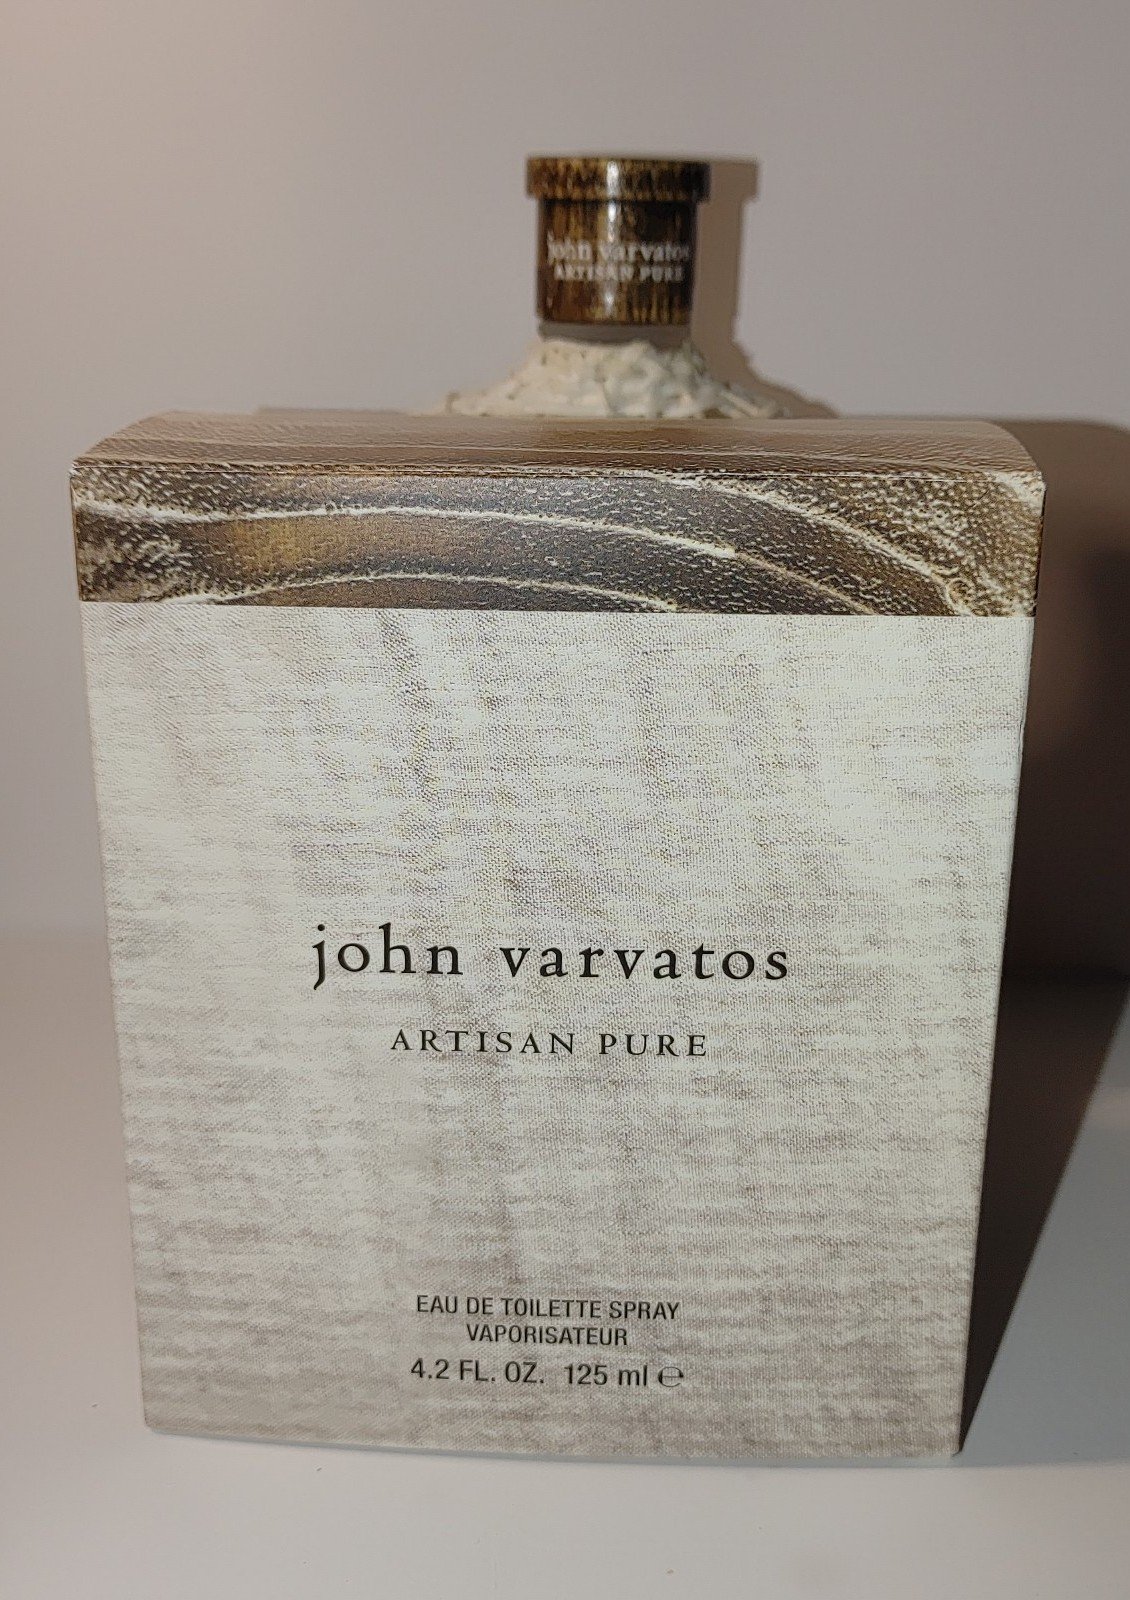 john varvatos
ARTISAN PURE
john varvatos
ARTISAN PURE
EAU DE TOILETTE SPRAY
VAPORISATEUR
4.2 FL. OZ. 125 ml ℮